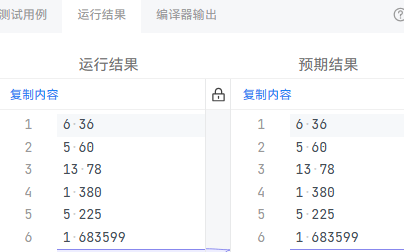 测试用例 运行结果 编译器输出
运行结果 预期结果
复制内容 复制内容
1 6·36 1 6·36
2 5·60 2 5·60
3 13·78 3 13·78
4 1·380 4 1·380
5 5·225 5 5·225
6 1·683599 6 1·683599